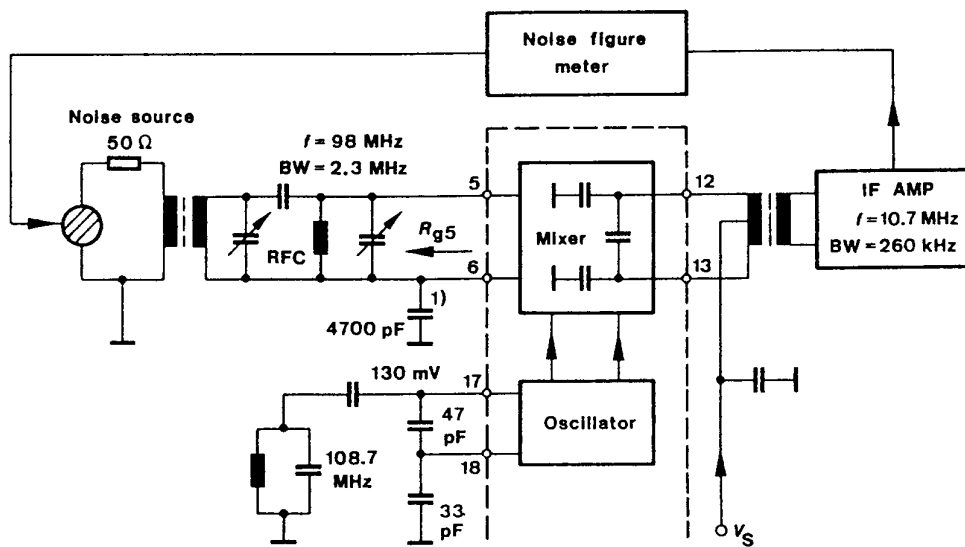 Noise figure
meter
Noise source
50 Ω
f = 98 MHz
BW = 2.3 MHz
RFC
Rg5
5
6
1)
4700 pF
Mixer
12
13
IF AMP
f = 10.7 MHz
BW = 260 kHz
130 mV
17
47
pF
18
33
pF
108.7
MHz
Oscillator
VS